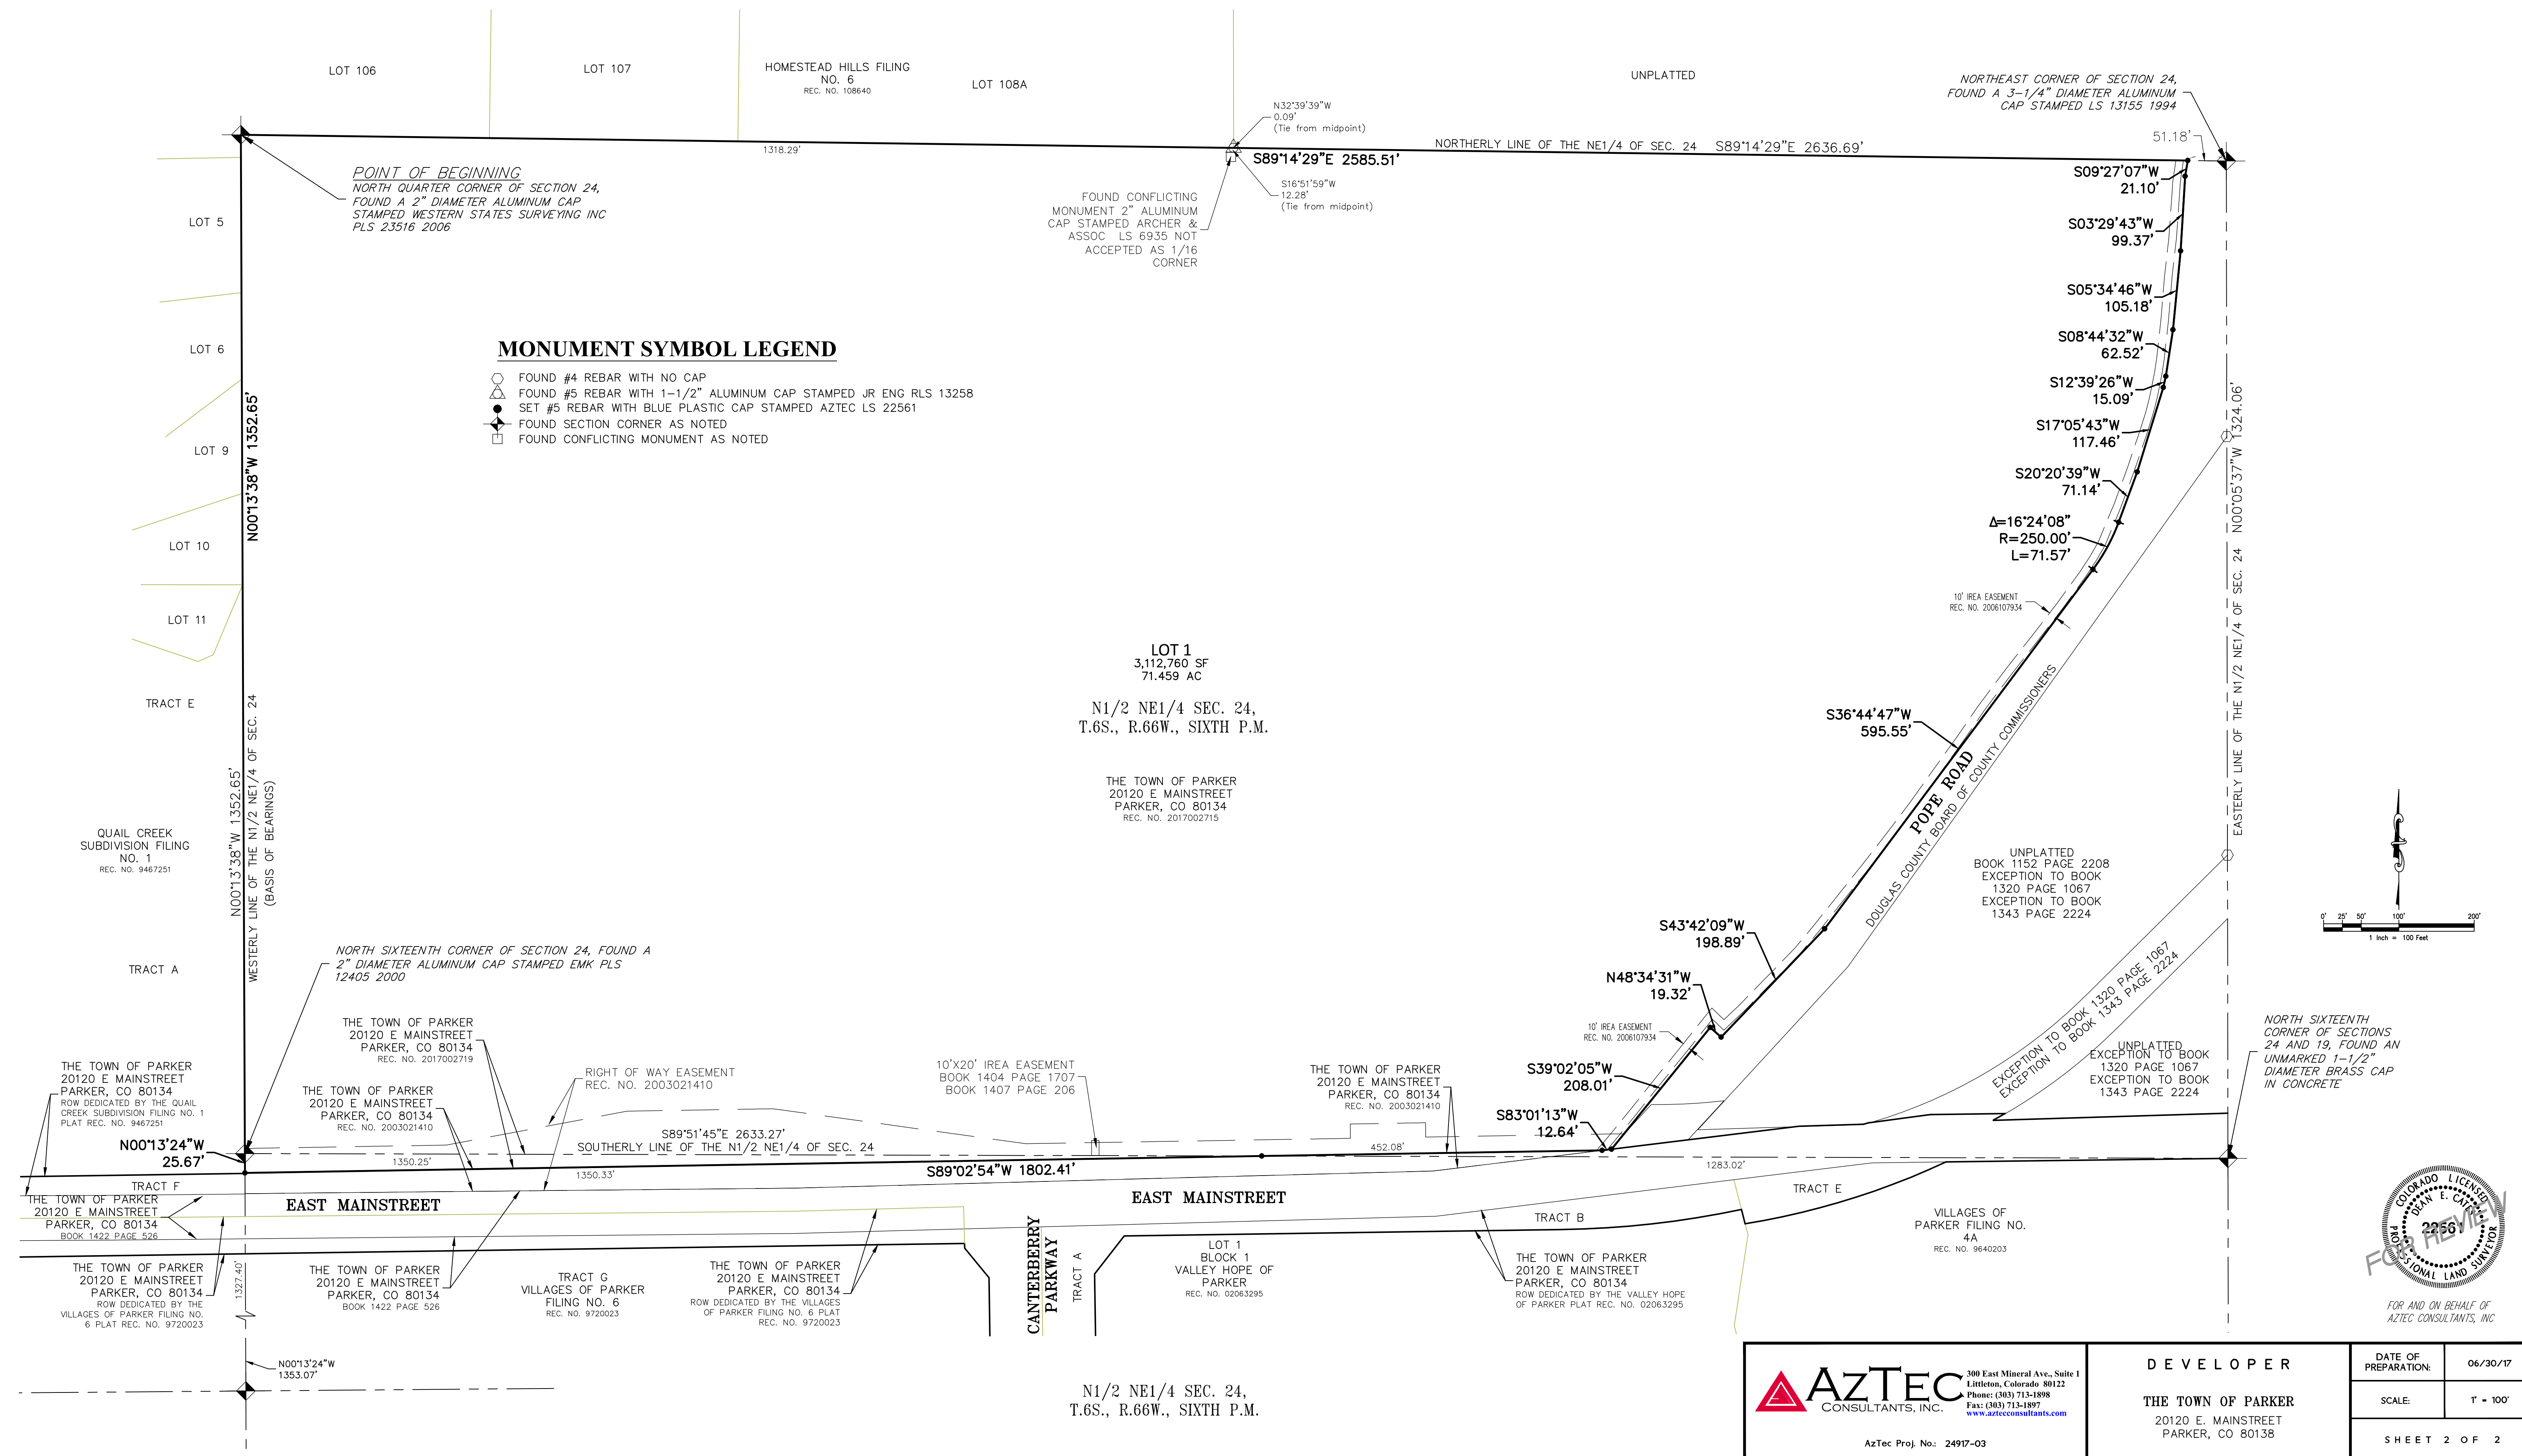 LOT 106
LOT 107
HOMESTEAD HILLS FILING
NO. 6
REC. NO. 108640
LOT 108A
UNPLATTED
NORTHEAST CORNER OF SECTION 24,
FOUND A 3-1/4" DIAMETER ALUMINUM
CAP STAMPED LS 13155 1994
N32°39'39"W
0.09'
(Tie from midpoint)
51.18'
1318.29'
S89°14'29"E 2585.51'
NORTHERLY LINE OF THE NE1/4 OF SEC. 24 S89°14'29"E 2636.69'
S16°51'59"W
12.28'
(Tie from midpoint)
POINT OF BEGINNING
NORTH QUARTER CORNER OF SECTION 24,
FOUND A 2" DIAMETER ALUMINUM CAP
STAMPED WESTERN STATES SURVEYING INC
PLS 23516 2006
FOUND CONFLICTING
MONUMENT 2" ALUMINUM
CAP STAMPED ARCHER &
ASSOC LS 6935 NOT
ACCEPTED AS 1/16
CORNER
S09°27'07"W
21.10'
S03°29'43"W
99.37'
S05°34'46"W
105.18'
S08°44'32"W
62.52'
S12°39'26"W
15.09'
S17°05'43"W
117.46'
S20°20'39"W
71.14'
Δ=16°24'08"
R=250.00'
L=71.57'
LOT 5
LOT 6
LOT 9
LOT 10
LOT 11
TRACT E
MONUMENT SYMBOL LEGEND
FOUND #4 REBAR WITH NO CAP
FOUND #5 REBAR WITH 1-1/2" ALUMINUM CAP STAMPED JR ENG RLS 13258
SET #5 REBAR WITH BLUE PLASTIC CAP STAMPED AZTEC LS 22561
FOUND SECTION CORNER AS NOTED
FOUND CONFLICTING MONUMENT AS NOTED
N00°13'38"W 1352.65'
N00°13'38"W 1352.65'
WESTERLY LINE OF THE N1/2 NE1/4 OF SEC. 24
(BASIS OF BEARINGS)
EASTERLY LINE OF THE N1/2 NE1/4 OF SEC. 24 N00°05'37"W 1324.06'
10' IREA EASEMENT
REC. NO. 2006107934
LOT 1
3,112,760 SF
71.459 AC
N1/2 NE1/4 SEC. 24,
T.6S., R.66W., SIXTH P.M.
THE TOWN OF PARKER
20120 E MAINSTREET
PARKER, CO 80134
REC. NO. 2017002715
S36°44'47"W
595.55'
POPE ROAD
DOUGLAS COUNTY BOARD OF COUNTY COMMISSIONERS
QUAIL CREEK
SUBDIVISION FILING
NO. 1
REC. NO. 9467251
TRACT A
UNPLATTED
BOOK 1152 PAGE 2208
EXCEPTION TO BOOK
1320 PAGE 1067
EXCEPTION TO BOOK
1343 PAGE 2224
0' 25' 50' 100' 200'
1 inch = 100 Feet
NORTH SIXTEENTH CORNER OF SECTION 24, FOUND A
2" DIAMETER ALUMINUM CAP STAMPED EMK PLS
12405 2000
S43°42'09"W
198.89'
N48°34'31"W
19.32'
10' IREA EASEMENT
REC. NO. 2006107934
S39°02'05"W
208.01'
S83°01'13"W
12.64'
EXCEPTION TO BOOK 1320 PAGE 1067
EXCEPTION TO BOOK 1343 PAGE 2224
UNPLATTED
EXCEPTION TO BOOK
1320 PAGE 1067
EXCEPTION TO BOOK
1343 PAGE 2224
NORTH SIXTEENTH
CORNER OF SECTIONS
24 AND 19, FOUND AN
UNMARKED 1-1/2"
DIAMETER BRASS CAP
IN CONCRETE
THE TOWN OF PARKER
20120 E MAINSTREET
PARKER, CO 80134
REC. NO. 2017002719
THE TOWN OF PARKER
20120 E MAINSTREET
PARKER, CO 80134
ROW DEDICATED BY THE QUAIL
CREEK SUBDIVISION FILING NO. 1
PLAT REC. NO. 9467251
THE TOWN OF PARKER
20120 E MAINSTREET
PARKER, CO 80134
REC. NO. 2003021410
RIGHT OF WAY EASEMENT
REC. NO. 2003021410
10'X20' IREA EASEMENT
BOOK 1404 PAGE 1707
BOOK 1407 PAGE 206
THE TOWN OF PARKER
20120 E MAINSTREET
PARKER, CO 80134
REC. NO. 2003021410
N00°13'24"W
25.67'
S89°51'45"E 2633.27'
SOUTHERLY LINE OF THE N1/2 NE1/4 OF SEC. 24
1350.25'
1350.33'
S89°02'54"W 1802.41'
452.08'
1283.02'
TRACT F
THE TOWN OF PARKER
20120 E MAINSTREET
PARKER, CO 80134
BOOK 1422 PAGE 526
EAST MAINSTREET
EAST MAINSTREET
CANTERBERRY
PARKWAY
TRACT A
TRACT B
TRACT E
VILLAGES OF
PARKER FILING NO.
4A
REC. NO. 9640203
THE TOWN OF PARKER
20120 E MAINSTREET
PARKER, CO 80134
ROW DEDICATED BY THE
VILLAGES OF PARKER FILING NO.
6 PLAT REC. NO. 9720023
1327.40'
THE TOWN OF PARKER
20120 E MAINSTREET
PARKER, CO 80134
BOOK 1422 PAGE 526
TRACT G
VILLAGES OF PARKER
FILING NO. 6
REC. NO. 9720023
THE TOWN OF PARKER
20120 E MAINSTREET
PARKER, CO 80134
ROW DEDICATED BY THE VILLAGES
OF PARKER FILING NO. 6 PLAT
REC. NO. 9720023
LOT 1
BLOCK 1
VALLEY HOPE OF
PARKER
REC. NO. 02063295
THE TOWN OF PARKER
20120 E MAINSTREET
PARKER, CO 80134
ROW DEDICATED BY THE VALLEY HOPE
OF PARKER PLAT REC. NO. 02063295
N00°13'24"W
1353.07'
N1/2 NE1/4 SEC. 24,
T.6S., R.66W., SIXTH P.M.
COLORADO LICENSED
DEAN E.
22561
PROFESSIONAL LAND SURVEYOR
FOR REVIEW
FOR AND ON BEHALF OF
AZTEC CONSULTANTS, INC
AZTEC
CONSULTANTS, INC.
300 East Mineral Ave., Suite 1
Littleton, Colorado 80122
Phone: (303) 713-1898
Fax: (303) 713-1897
www.aztecconsultants.com
AzTec Proj. No.: 24917-03
DEVELOPER
THE TOWN OF PARKER
20120 E. MAINSTREET
PARKER, CO 80138
DATE OF
PREPARATION:
06/30/17
SCALE:
1" = 100'
SHEET 2 OF 2